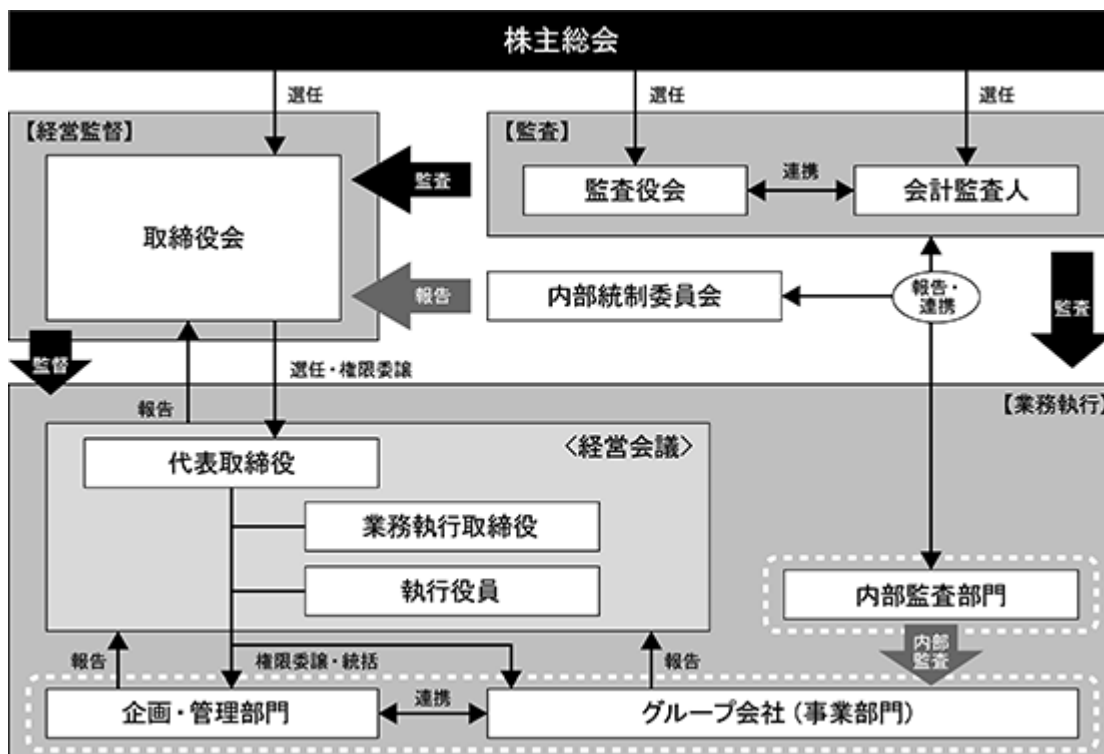 株主総会
選任
選任
選任
【経営監督】
【監査】
取締役会
監査
監査役会
連携
会計監査人
報告
内部統制委員会
報告・
連携
監査
監督
選任・権限委譲
報告
【業務執行】
〈経営会議〉
代表取締役
業務執行取締役
執行役員
内部監査部門
報告
権限委譲・統括
報告
内部
監査
企画・管理部門
連携
グループ会社（事業部門）